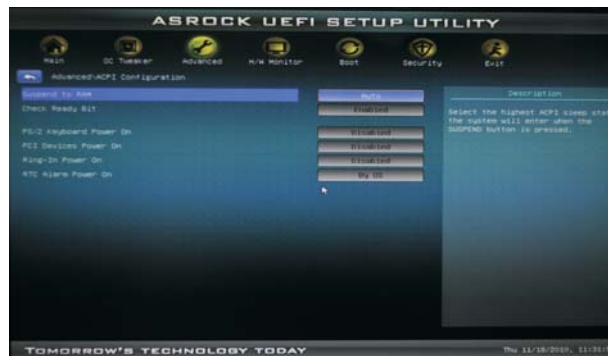 ASROCK UEFI SETUP UTILITY
Main OC Tweaker Advanced H/W Monitor Boot Security Exit
Advanced\ACPI Configuration
Suspend to RAM Auto
Check Ready Bit Enabled
PS/2 Keyboard Power On Disabled
PCI Devices Power On Disabled
Ring-In Power On Disabled
RTC Alarm Power On By OS
Description
Select the highest ACPI sleep stat
the system will enter when the
SUSPEND button is pressed.
TOMORROW'S TECHNOLOGY TODAY
Thu 11/18/2010, 11:31: